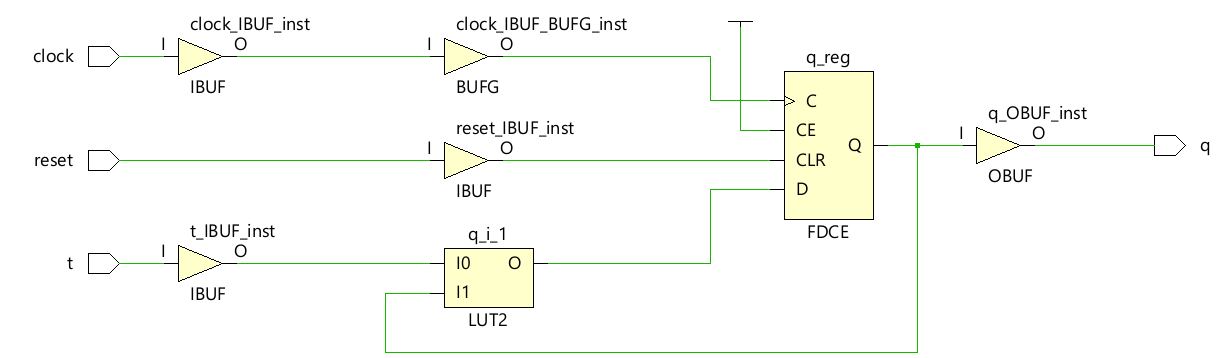 clock_IBUF_inst
clock
I
O
IBUF
clock_IBUF_BUFG_inst
I
O
BUFG
reset
reset_IBUF_inst
I
O
IBUF
t_IBUF_inst
t
I
O
IBUF
q_i_1
I0
O
I1
LUT2
q_reg
C
CE
CLR
Q
D
FDCE
q_OBUF_inst
I
O
OBUF
q